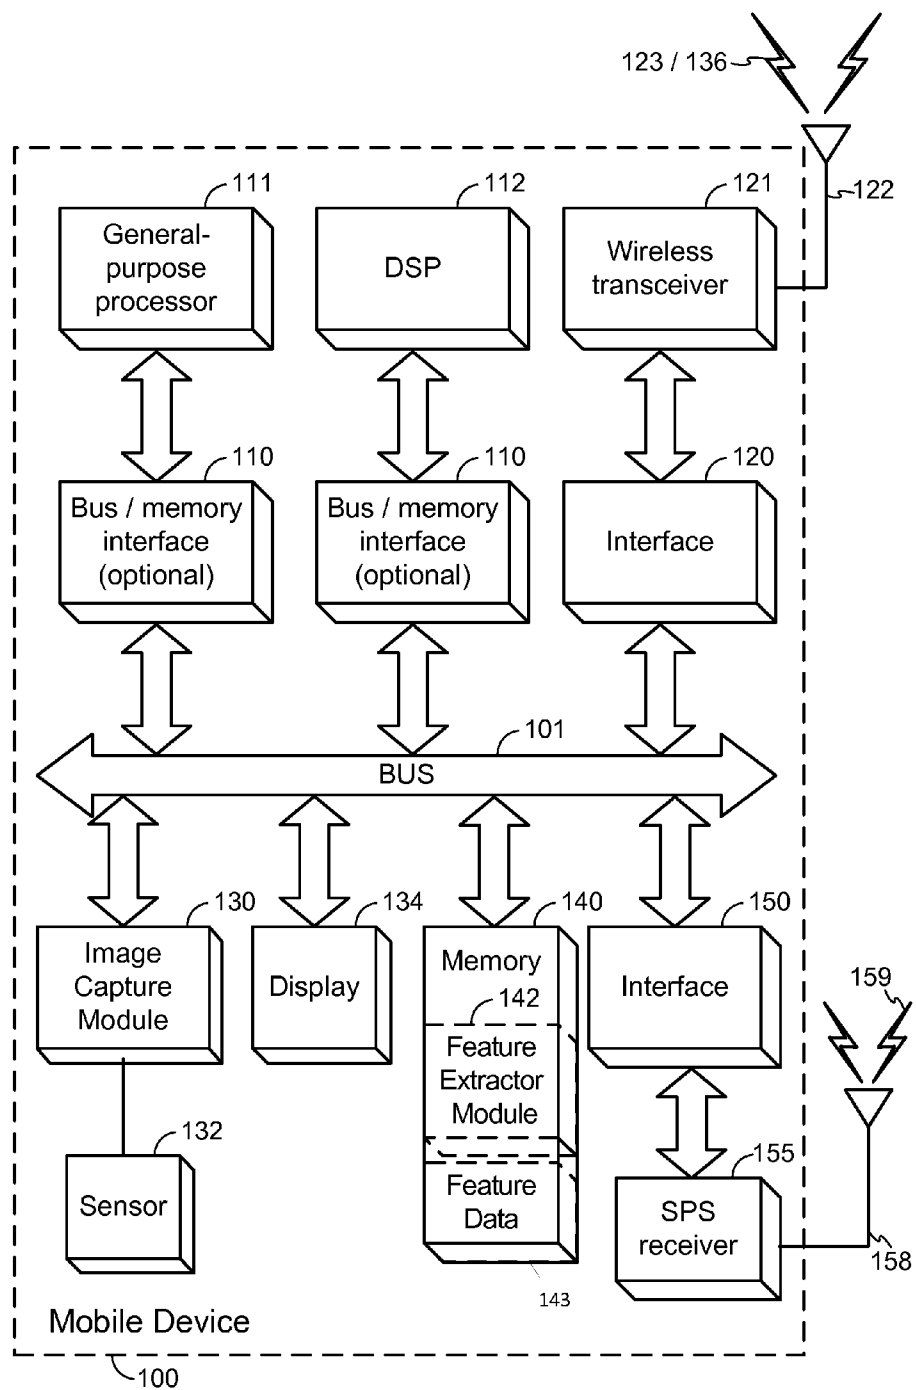 123 / 136
122
111
General-
purpose
processor
112
DSP
121
Wireless
transceiver
110
Bus / memory
interface
(optional)
110
Bus / memory
interface
(optional)
120
Interface
101
BUS
130
Image
Capture
Module
134
Display
140
Memory
142
Feature
Extractor
Module
Feature
Data
143
150
Interface
159
132
Sensor
155
SPS
receiver
158
Mobile Device
100